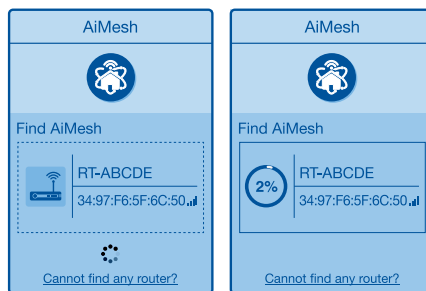 AiMesh
Find AiMesh
RT-ABCDE
34:97:F6:5F:6C:50
Cannot find any router?
AiMesh
Find AiMesh
2%
RT-ABCDE
34:97:F6:5F:6C:50
Cannot find any router?